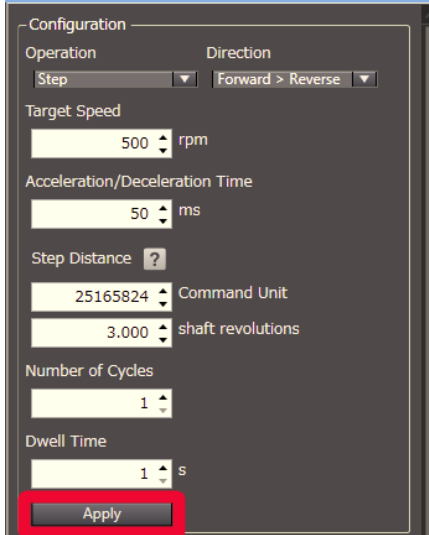 Configuration
Operation Direction
Step Forward > Reverse
Target Speed
500 rpm
Acceleration/Deceleration Time
50 ms
Step Distance ?
25165824 Command Unit
3.000 shaft revolutions
Number of Cycles
1
Dwell Time
1 s
Apply